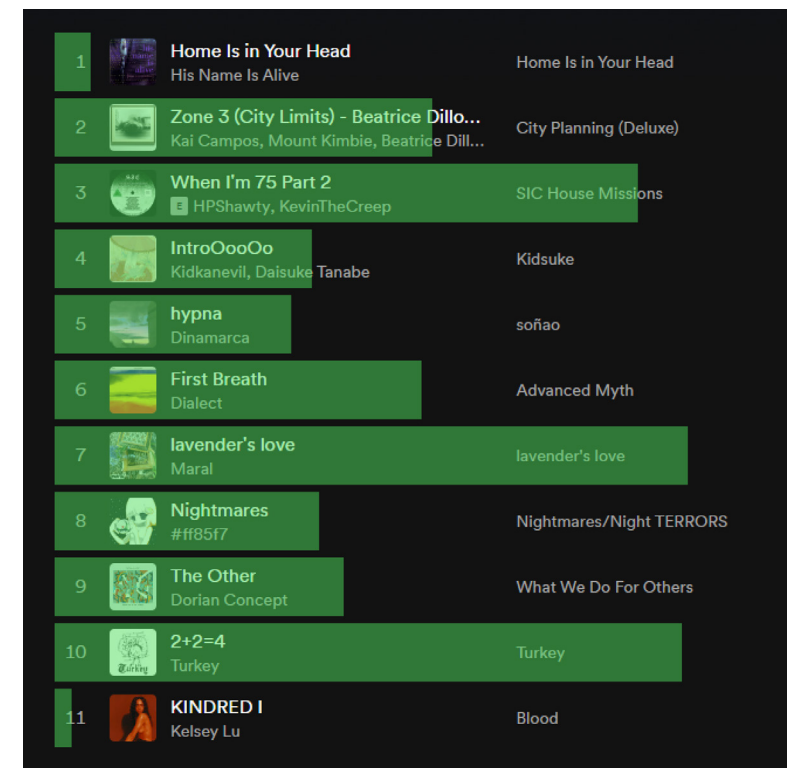 1
Home Is in Your Head
His Name Is Alive
Home Is in Your Head
2
Zone 3 (City Limits) - Beatrice Dillo...
Kai Campos, Mount Kimbie, Beatrice Dill...
City Planning (Deluxe)
3
When I'm 75 Part 2
E HPShawty, KevinTheCreep
SIC House Missions
4
IntroOooOo
Kidkanevil, Daisuke Tanabe
Kidsuke
5
hypna
Dinamarca
soñao
6
First Breath
Dialect
Advanced Myth
7
lavender's love
Maral
lavender's love
8
Nightmares
#ff85f7
Nightmares/Night TERRORS
9
The Other
Dorian Concept
What We Do For Others
10
Turkey
2+2=4
Turkey
Turkey
11
KINDRED I
Kelsey Lu
Blood